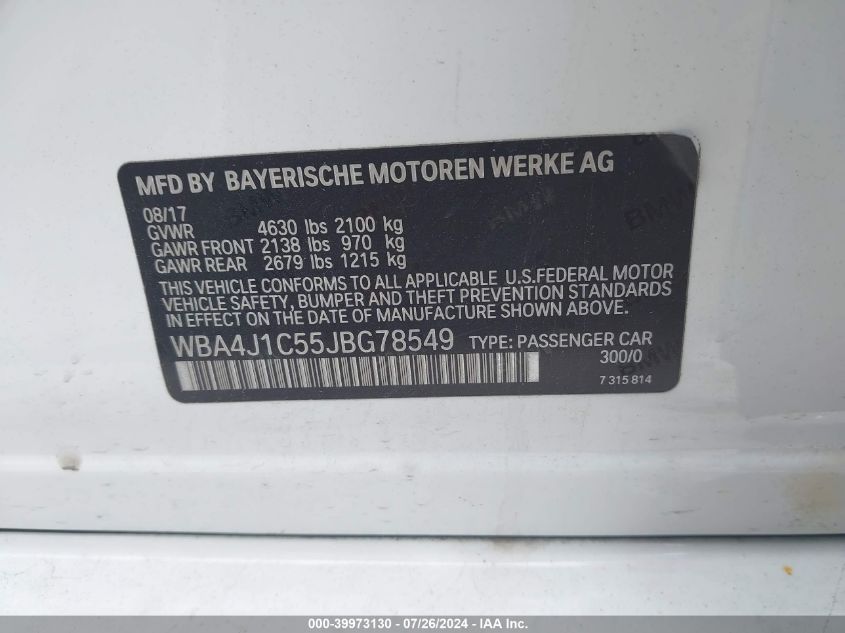 MFD BY BAYERISCHE MOTOREN WERKE AG
08/17
GVWR 4630 lbs 2100 kg
GAWR FRONT 2138 lbs 970 kg
GAWR REAR 2679 lbs 1215 kg
THIS VEHICLE CONFORMS TO ALL APPLICABLE U.S.FEDERAL MOTOR
VEHICLE SAFETY, BUMPER AND THEFT PREVENTION STANDARDS
IN EFFECT ON THE DATE OF MANUFACTURE SHOWN ABOVE.
WBA4J1C55JBG78549 TYPE: PASSENGER CAR
300/0
7 315 814
000-39973130 - 07/26/2024 - © IAA, Inc.